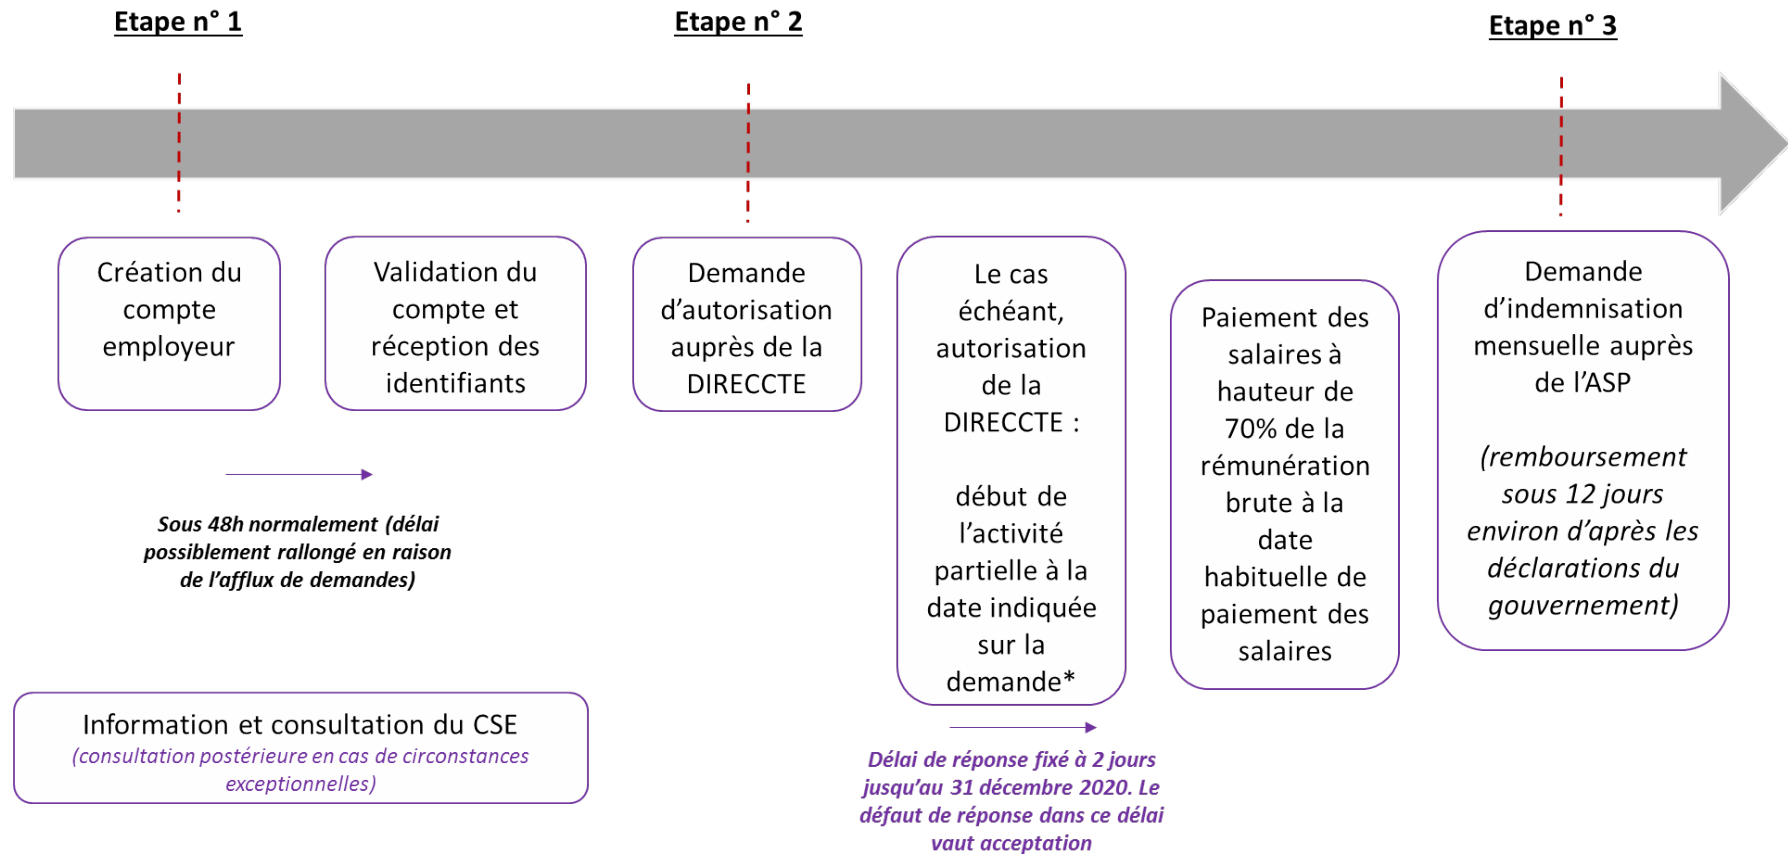 Etape n° 1
Etape n° 2
Etape n° 3
Création du
compte
employeur
Validation du
compte et
réception des
identifiants
Demande
d’autorisation
auprès de la
DIRECCTE
Le cas
échéant,
autorisation
de la
DIRECCTE :
début de
l’activité
partielle à la
date indiquée
sur la
demande*
Paiement des
salaires à
hauteur de
70% de la
rémunération
brute à la
date
habituelle de
paiement des
salaires
Demande
d’indemnisation
mensuelle auprès
de l’ASP
(remboursement
sous 12 jours
environ d’après les
déclarations du
gouvernement)
Sous 48h normalement (délai
possiblement rallongé en raison
de l’afflux de demandes)
Information et consultation du CSE
(consultation postérieure en cas de circonstances
exceptionnelles)
Délai de réponse fixé à 2 jours
jusqu’au 31 décembre 2020. Le
défaut de réponse dans ce délai
vaut acceptation